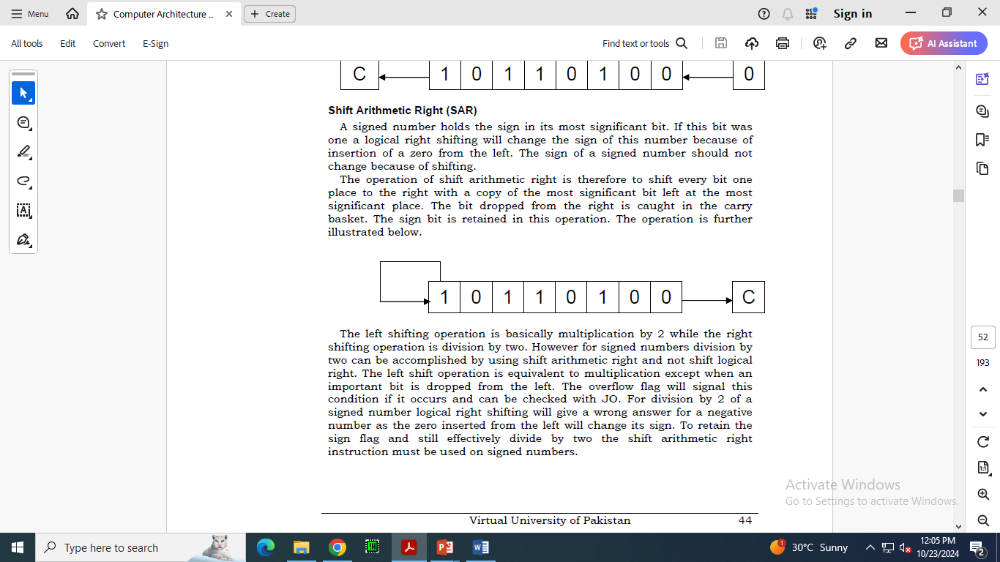 Menu
Computer Architecture ...
Create
Sign in
All tools
Edit
Convert
E-Sign
Find text or tools
AI Assistant
C 1 0 1 1 0 1 0 0 0
Shift Arithmetic Right (SAR)
A signed number holds the sign in its most significant bit. If this bit was
one a logical right shifting will change the sign of this number because of
insertion of a zero from the left. The sign of a signed number should not
change because of shifting.
The operation of shift arithmetic right is therefore to shift every bit one
place to the right with a copy of the most significant bit left at the most
significant place. The bit dropped from the right is caught in the carry
basket. The sign bit is retained in this operation. The operation is further
illustrated below.
1 0 1 1 0 1 0 0 C
The left shifting operation is basically multiplication by 2 while the right
shifting operation is division by two. However for signed numbers division by
two can be accomplished by using shift arithmetic right and not shift logical
right. The left shift operation is equivalent to multiplication except when an
important bit is dropped from the left. The overflow flag will signal this
condition if it occurs and can be checked with JO. For division by 2 of a
signed number logical right shifting will give a wrong answer for a negative
number as the zero inserted from the left will change its sign. To retain the
sign flag and still effectively divide by two the shift arithmetic right
instruction must be used on signed numbers.
Virtual University of Pakistan 44
52
193
1:1
Activate Windows
Go to Settings to activate Windows.
Type here to search
1
30°C Sunny
12:05 PM
10/23/2024
2